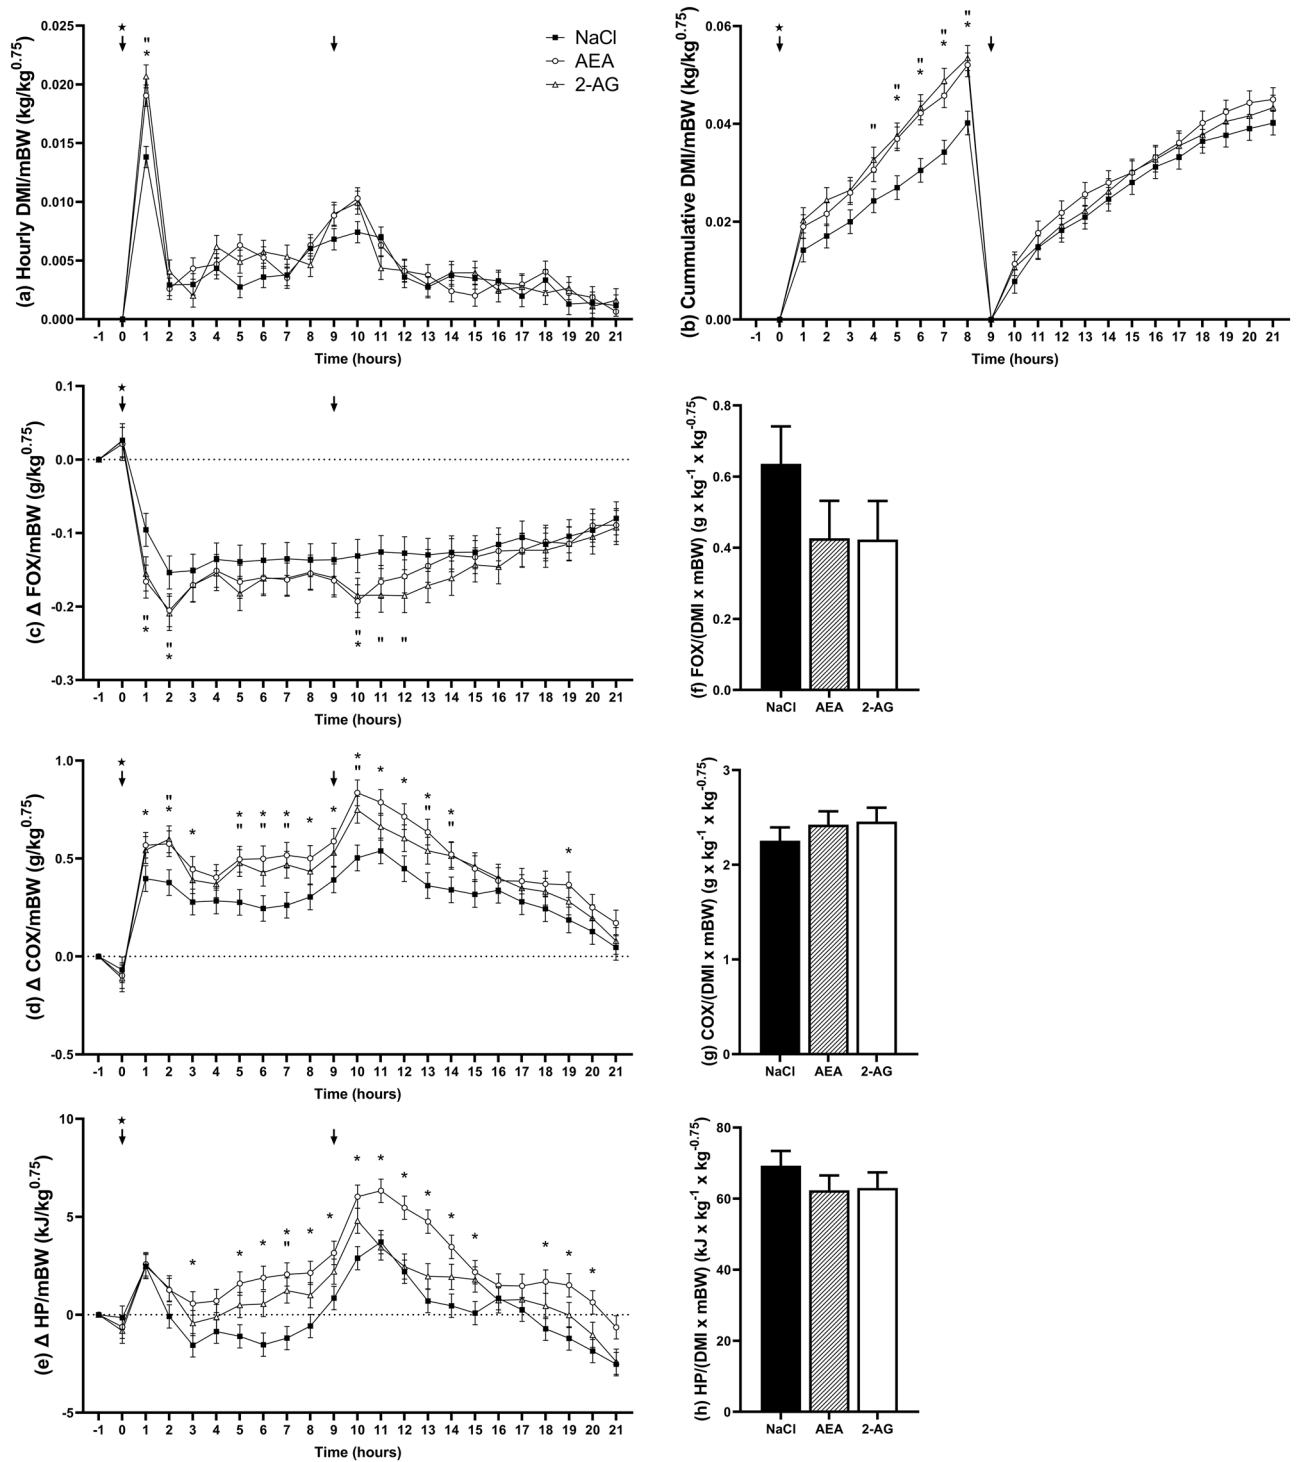 (a) Hourly DMI/mBW (kg/kg0.75)
0.025
0.020
0.015
0.010
0.005
0.000
★
"
*
NaCl
AEA
2-AG
-1 0 1 2 3 4 5 6 7 8 9 10 11 12 13 14 15 16 17 18 19 20 21
Time (hours)
(b) Cummulative DMI/mBW (kg/kg0.75)
0.06
0.04
0.02
0.00
★
" " " " "
* * * *
-1 0 1 2 3 4 5 6 7 8 9 10 11 12 13 14 15 16 17 18 19 20 21
Time (hours)
(c) Δ FOX/mBW (g/kg0.75)
0.1
0.0
-0.1
-0.2
-0.3
★
" " " " "
* * *
-1 0 1 2 3 4 5 6 7 8 9 10 11 12 13 14 15 16 17 18 19 20 21
Time (hours)
(f) FOX/(DMI x mBW) (g x kg-1 x kg-0.75)
0.8
0.6
0.4
0.2
0.0
NaCl AEA 2-AG
(d) Δ COX/mBW (g/kg0.75)
1.0
0.5
0.0
-0.5
★
* * * * * * * * * * * * * *
" " " " " " "
-1 0 1 2 3 4 5 6 7 8 9 10 11 12 13 14 15 16 17 18 19 20 21
Time (hours)
(g) COX/(DMI x mBW) (g x kg-1 x kg-0.75)
3
2
1
0
NaCl AEA 2-AG
(e) Δ HP/mBW (kJ/kg0.75)
10
5
0
-5
★
* * * * * * * * * * * * * * *
"
-1 0 1 2 3 4 5 6 7 8 9 10 11 12 13 14 15 16 17 18 19 20 21
Time (hours)
(h) HP/(DMI x mBW) (kJ x kg-1 x kg-0.75)
80
60
40
20
0
NaCl AEA 2-AG